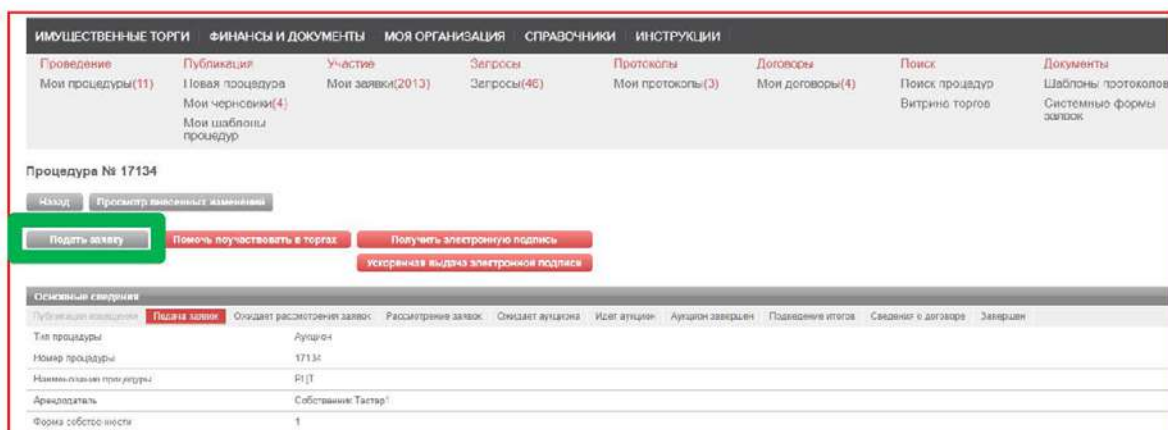 ИМУЩЕСТВЕННЫЕ ТОРГИ ФИНАНСЫ И ДОКУМЕНТЫ МОЯ ОРГАНИЗАЦИЯ СПРАВОЧНИКИ ИНСТРУКЦИИ
Проведение Публикация Участие Запросы Протоколы Договоры Поиск Документы
Мои процедуры(11) Новая процедура Мои заявки(2013) Запросы(46) Мои протоколы(3) Мои договоры(4) Поиск процедур Шаблоны протоколов
Мои черновики(4) Витрина торгов Системные формы заявок
Мои шаблоны процедур
Процедура № 17134
Назад Просмотр внесенных изменений
Подать заявку Помочь поучаствовать в торгах Получить электронную подпись
Ускоренная выдача электронной подписи
Основные сведения
Публикация извещения Подача заявок Ожидает рассмотрения заявок Рассмотрение заявок Ожидает аукциона Идет аукцион Аукцион завершен Подведение итогов Сведения о договоре Завершен
Тип процедуры Аукцион
Номер процедуры 17134
Наименование процедуры
Арендодатель Собственник Тестер1
Форма собственности 1